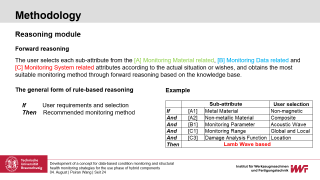 Methodology
Reasoning module
Forward reasoning
The user selects each sub-attribute from the [A] Monitoring Material related, [B] Monitoring Data related and
[C] Monitoring System related attributes according to the actual situation or wishes, and obtains the most
suitable monitoring method through forward reasoning based on the knowledge base.
The general form of rule-based reasoning
If User requirements and selection
Then Recommended monitoring method
Example
Sub-attribute User selection
If [A1] Metal Material Non-magnetic
And [A2] Non-metallic Material Composite
And [B1] Monitoring Parameter Acoustic Wave
And [C1] Monitoring Range Global and Local
And [C3] Damage Analysis Function Location
Then Lamb Wave based
Technische
Universität
Braunschweig
Development of a concept for data-based condition monitoring and structural
health monitoring strategies for the use phase of hybrid components
Institut für Werkzeugmaschinen
und Fertigungstechnik
IWF